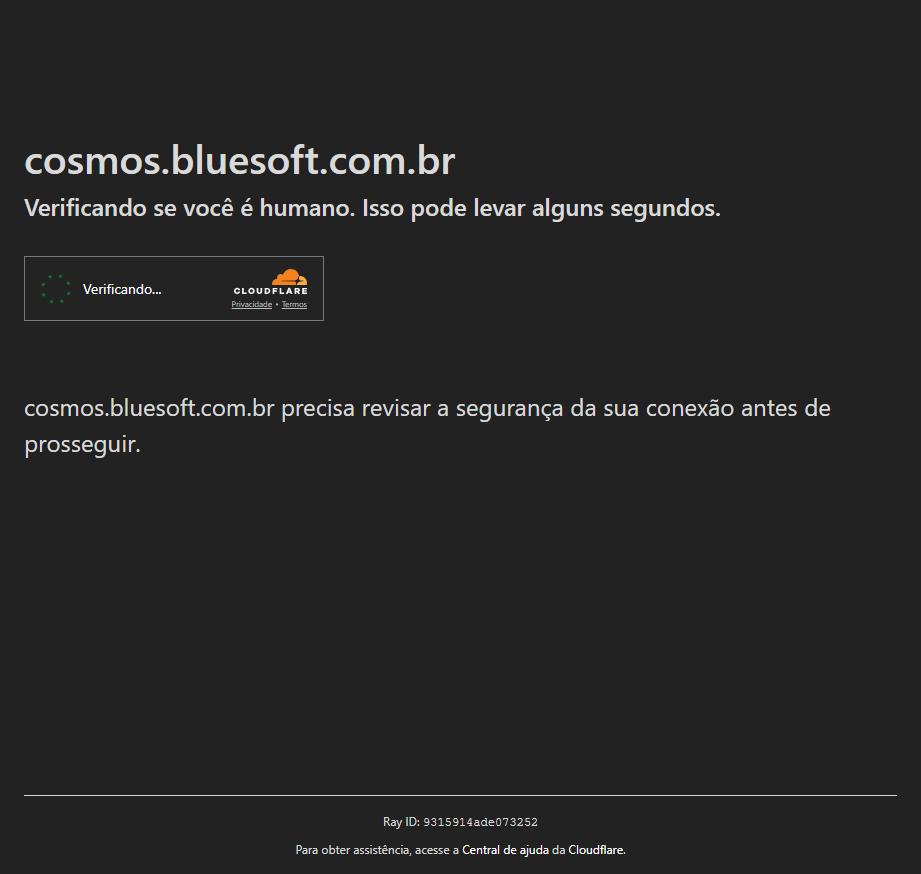 cosmos.bluesoft.com.br
Verificando se você é humano. Isso pode levar alguns segundos.
Verificando...
CLOUDFLARE
Privacidade • Termos
cosmos.bluesoft.com.br precisa revisar a segurança da sua conexão antes de
prosseguir.
Ray ID: 9315914ade073252
Para obter assistência, acesse a Central de ajuda da Cloudflare.